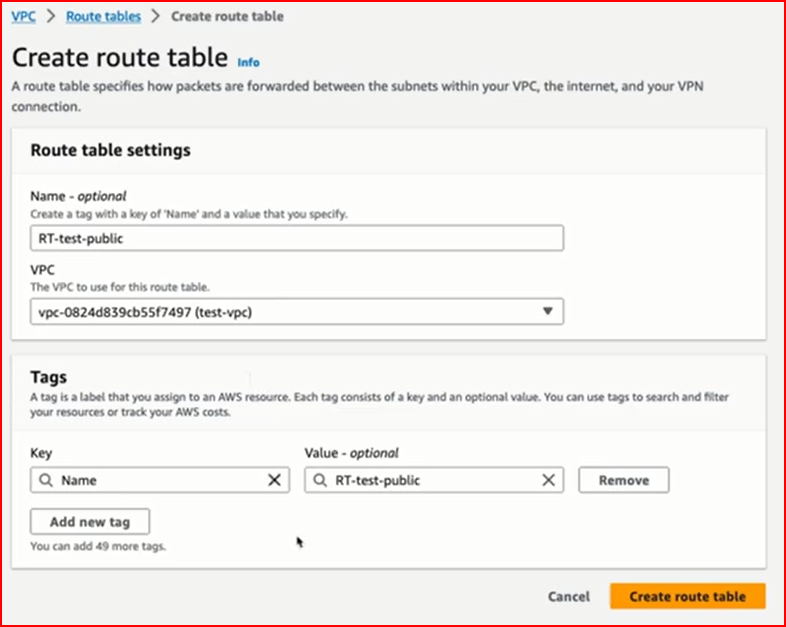 VPC > Route tables > Create route table
Create route table Info
A route table specifies how packets are forwarded between the subnets within your VPC, the internet, and your VPN
connection.
Route table settings
Name - optional
Create a tag with a key of 'Name' and a value that you specify.
RT-test-public
VPC
The VPC to use for this route table.
vpc-0824d839cb55f7497 (test-vpc)
Tags
A tag is a label that you assign to an AWS resource. Each tag consists of a key and an optional value. You can use tags to search and filter
your resources or track your AWS costs.
Key Value - optional
Name RT-test-public Remove
Add new tag
You can add 49 more tags.
Cancel Create route table